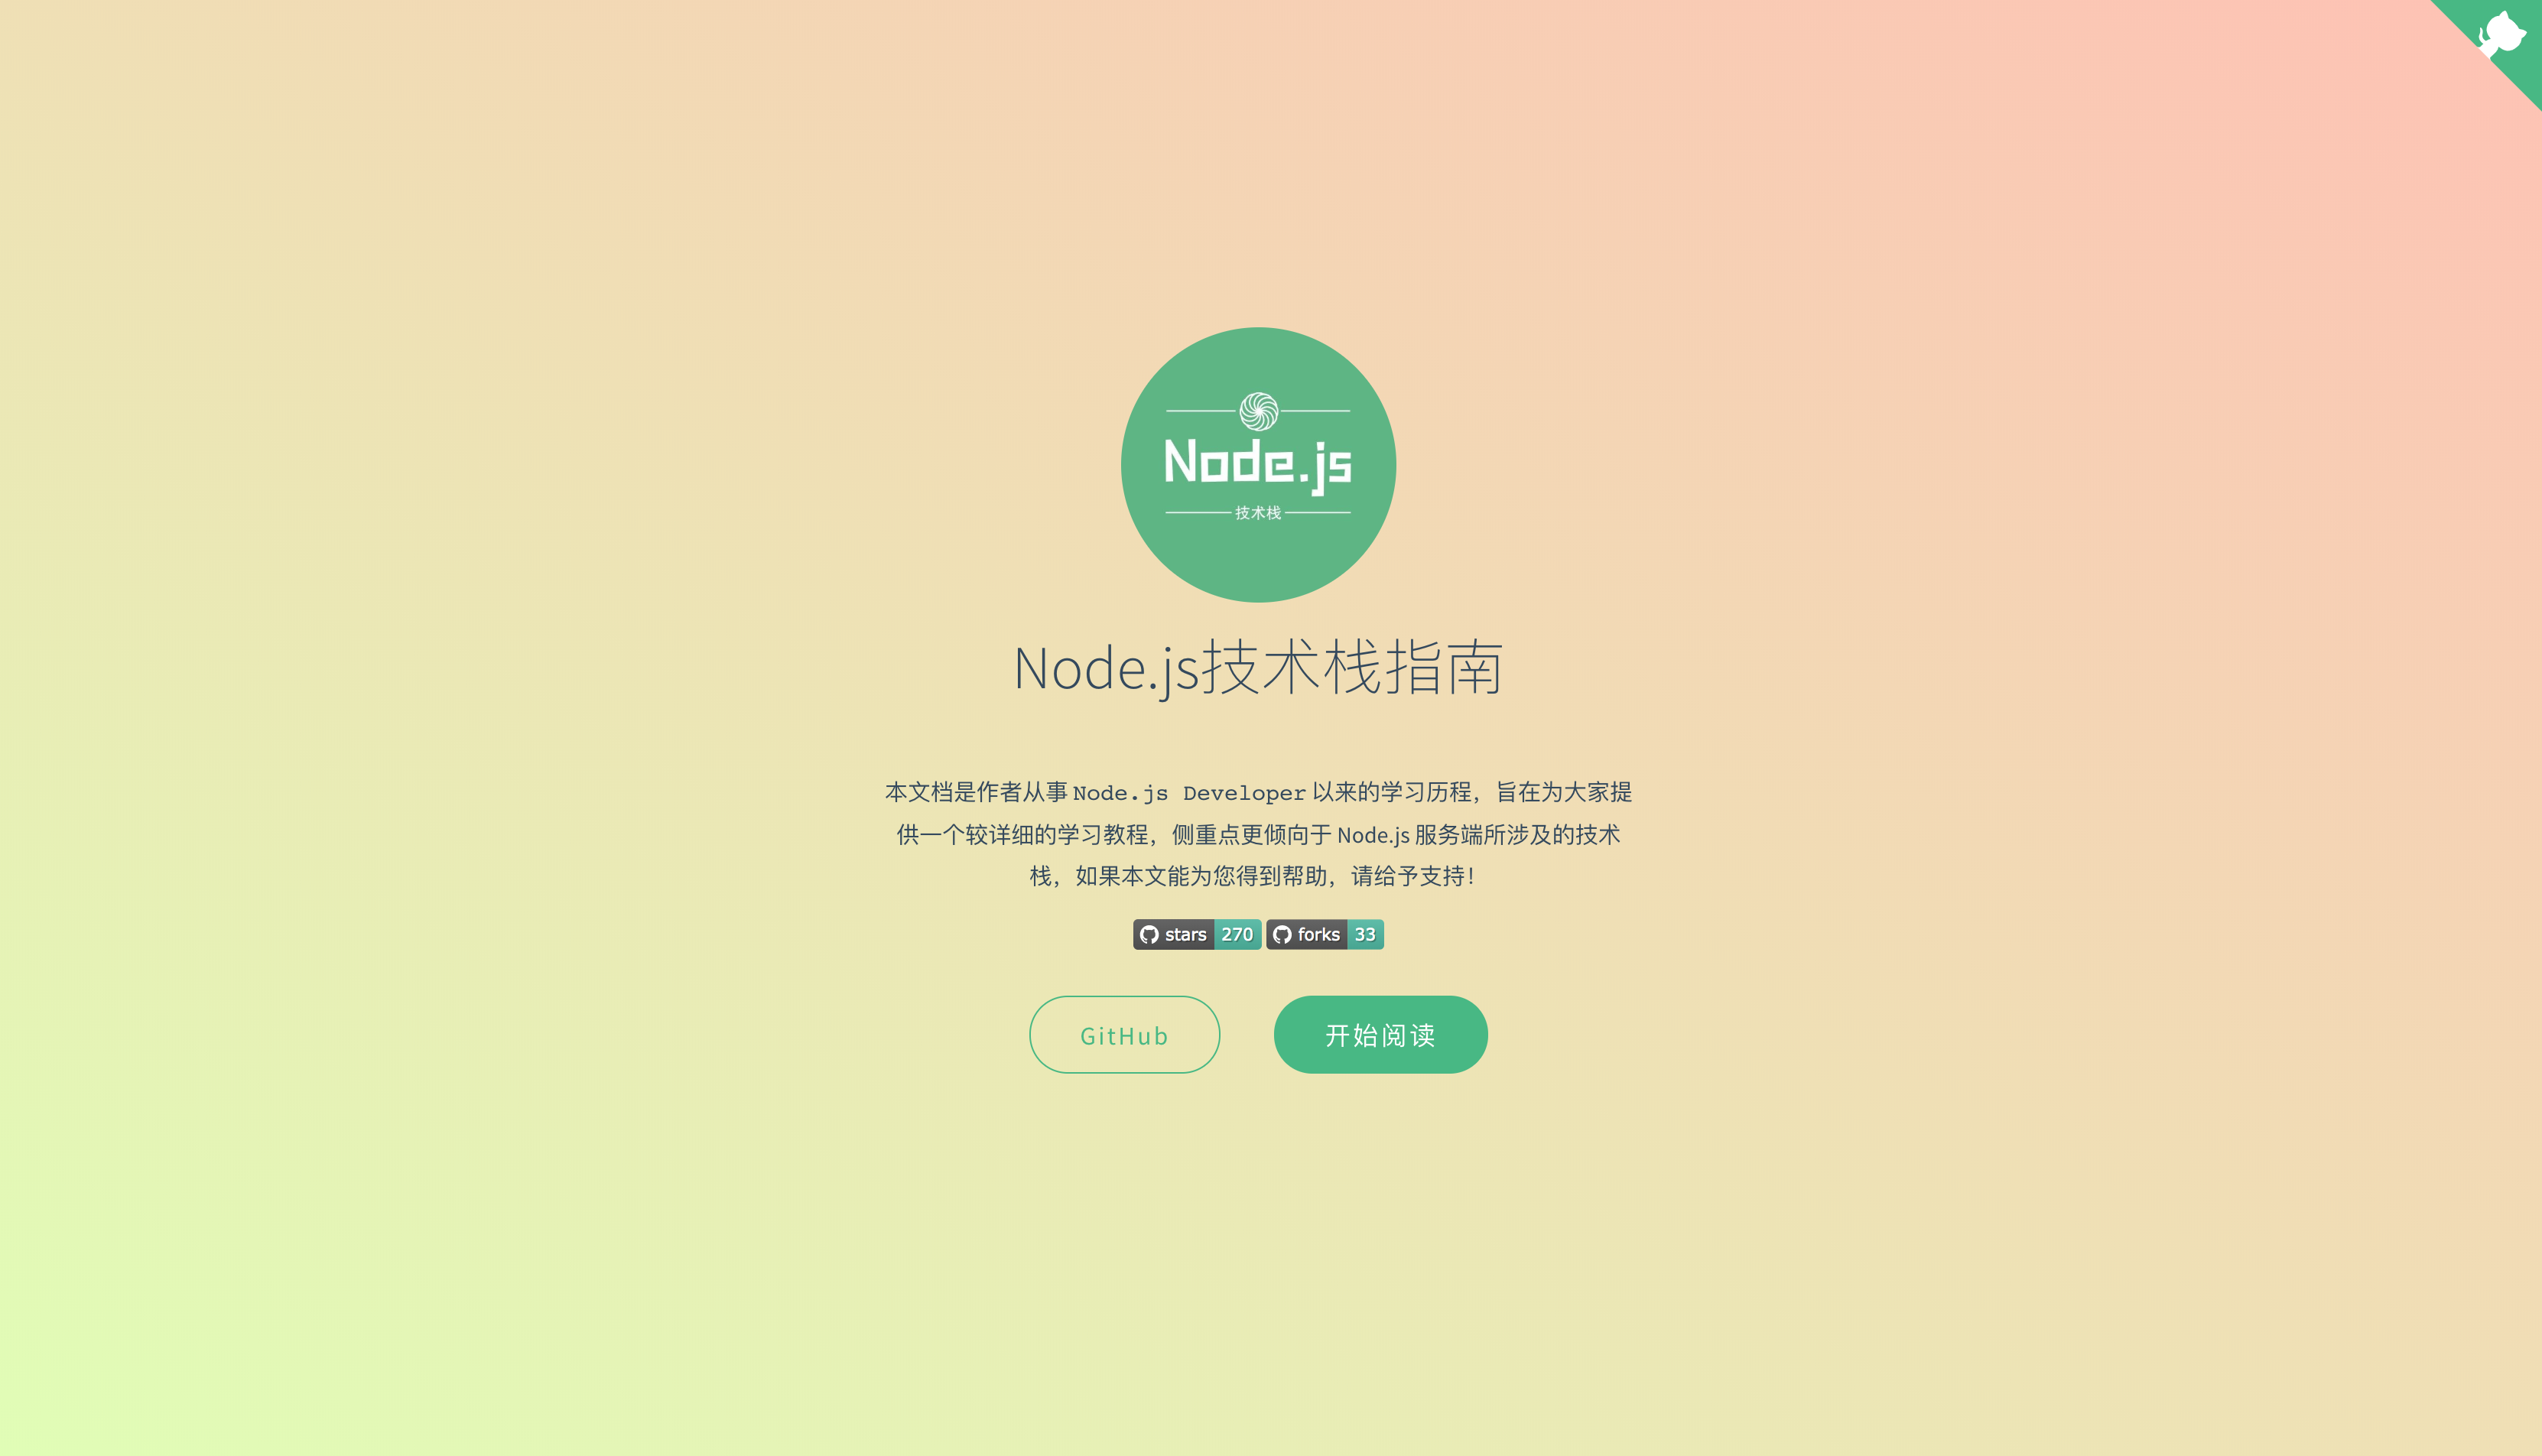 Node.js
技术栈
Node.js技术栈指南
本文档是作者从事 Node.js Developer 以来的学习历程，旨在为大家提
供一个较详细的学习教程，侧重点更倾向于 Node.js 服务端所涉及的技术
栈，如果本文能为您得到帮助，请给予支持！
stars 270 forks 33
GitHub 开始阅读